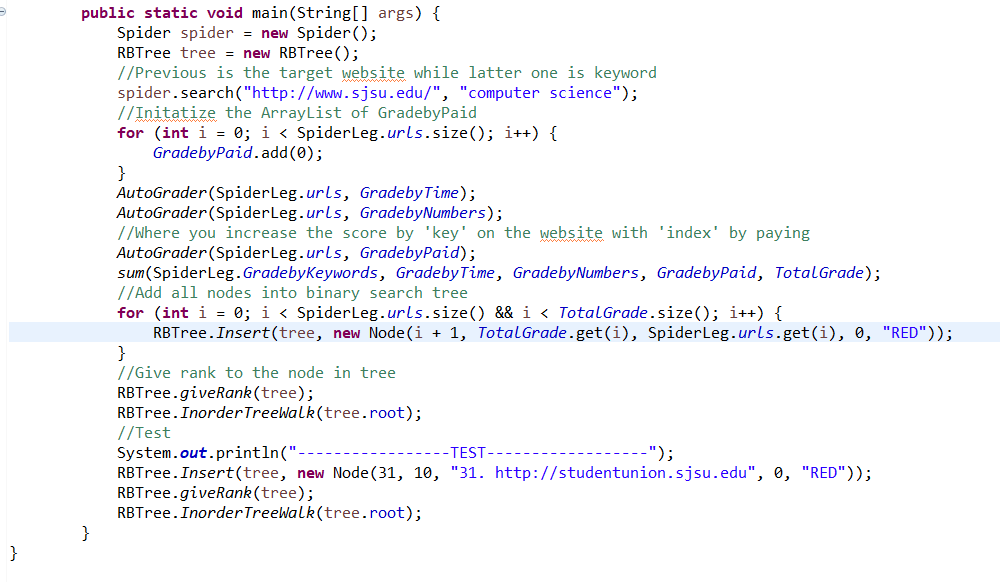 public static void main(String[] args) {
Spider spider = new Spider();
RBTree tree = new RBTree();
//Previous is the target website while latter one is keyword
spider.search("http://www.sjsu.edu/", "computer science");
//Initatize the ArrayList of GradebyPaid
for (int i = 0; i < SpiderLeg.urls.size(); i++) {
GradebyPaid.add(0);
}
AutoGrader(SpiderLeg.urls, GradebyTime);
AutoGrader(SpiderLeg.urls, GradebyNumbers);
//Where you increase the score by 'key' on the website with 'index' by paying
AutoGrader(SpiderLeg.urls, GradebyPaid);
sum(SpiderLeg.GradebyKeywords, GradebyTime, GradebyNumbers, GradebyPaid, TotalGrade);
//Add all nodes into binary search tree
for (int i = 0; i < SpiderLeg.urls.size() && i < TotalGrade.size(); i++) {
RBTree.Insert(tree, new Node(i + 1, TotalGrade.get(i), SpiderLeg.urls.get(i), 0, "RED"));
}
//Give rank to the node in tree
RBTree.giveRank(tree);
RBTree.InorderTreeWalk(tree.root);
//Test
System.out.println("-----------------TEST------------------");
RBTree.Insert(tree, new Node(31, 10, "31. http://studentunion.sjsu.edu", 0, "RED"));
RBTree.giveRank(tree);
RBTree.InorderTreeWalk(tree.root);
}
}